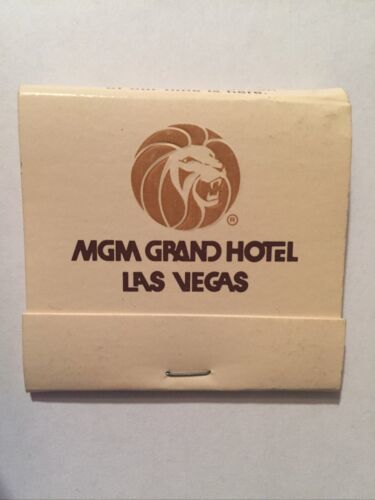 ®
MGM GRAND HOTEL
LAS VEGAS